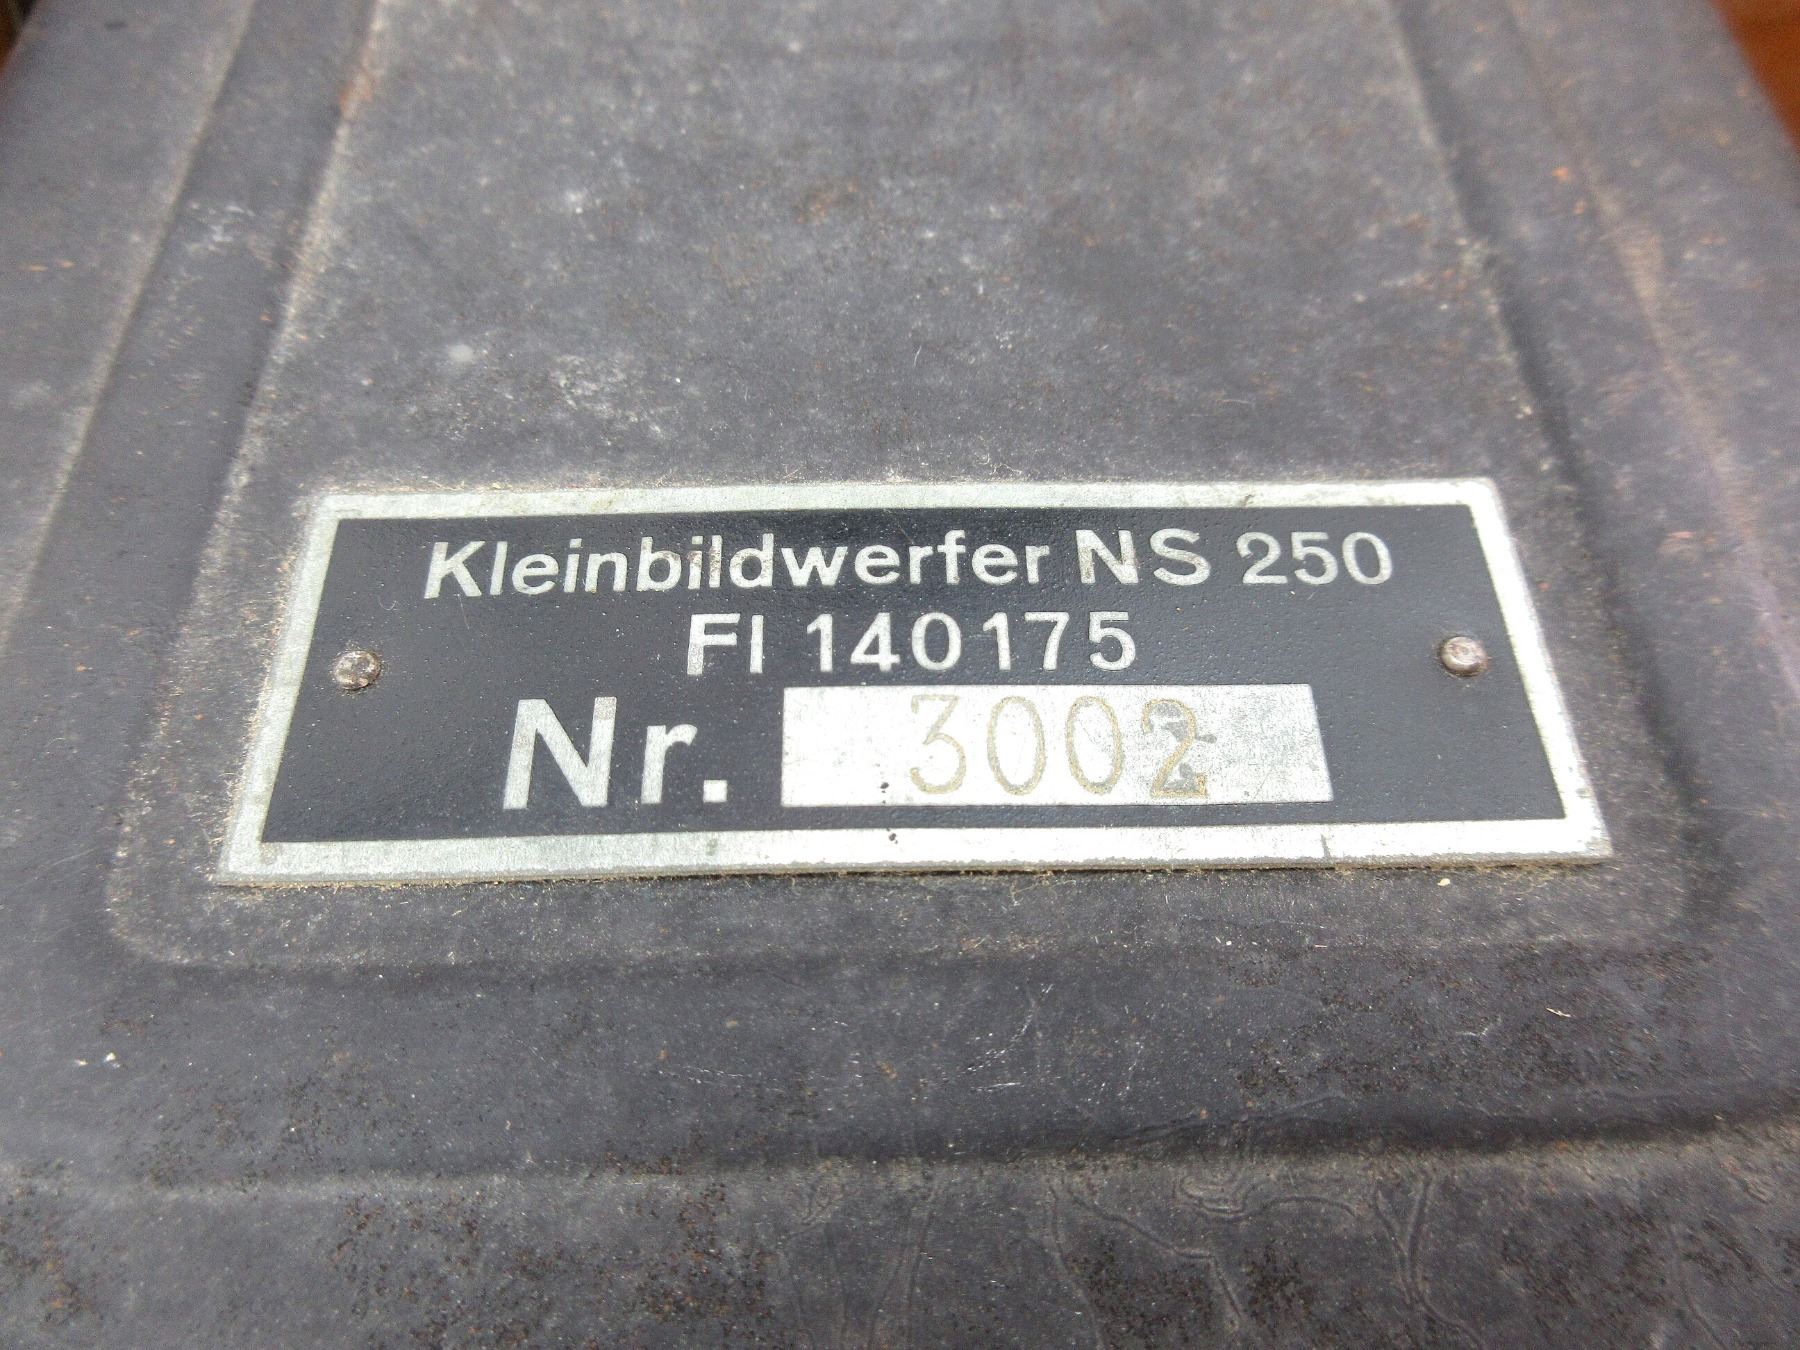 Kleinbildwerfer NS 250
Fl 140175
Nr. 3002